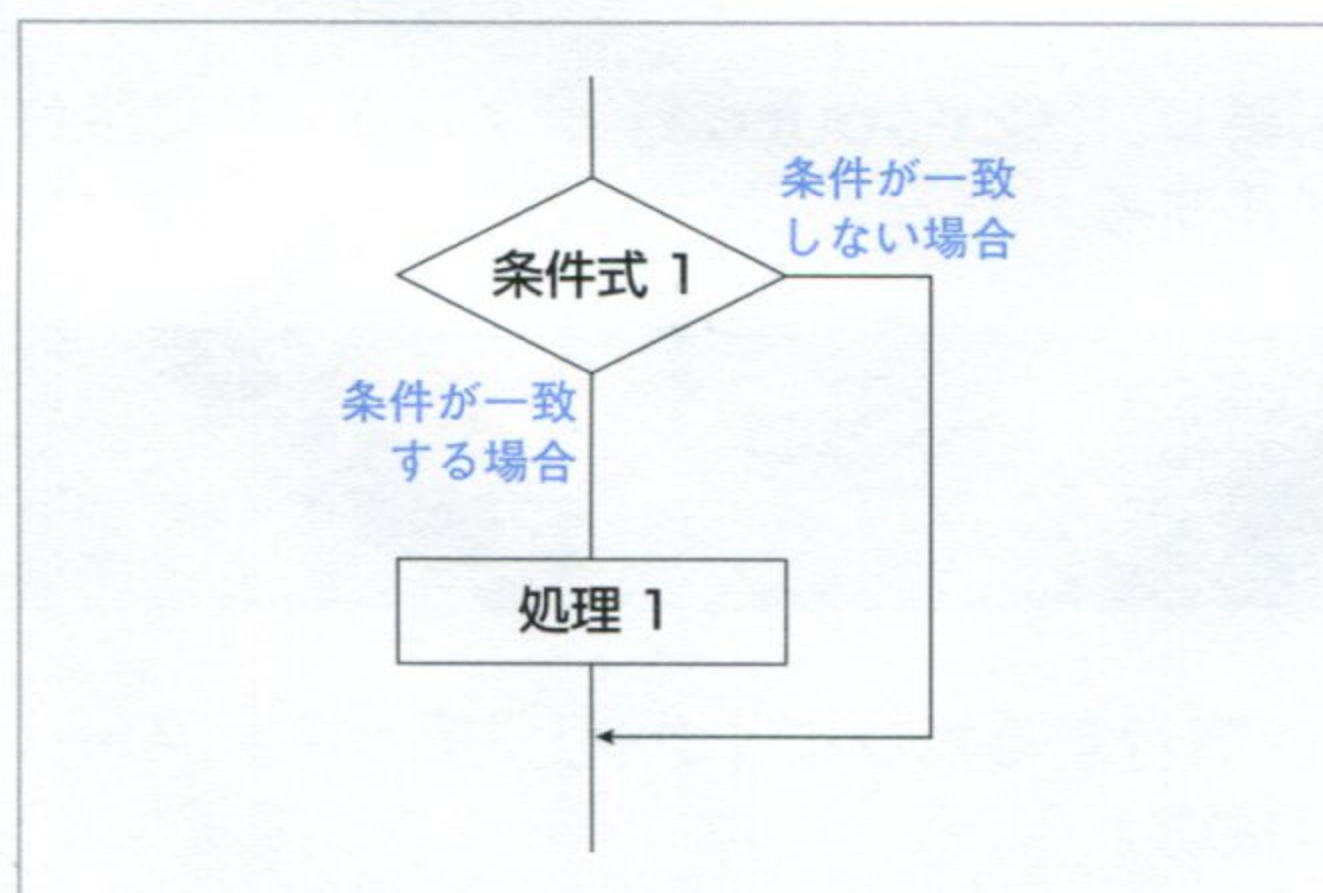 条件が一致
しない場合
条件式 1
条件が一致
する場合
処理 1